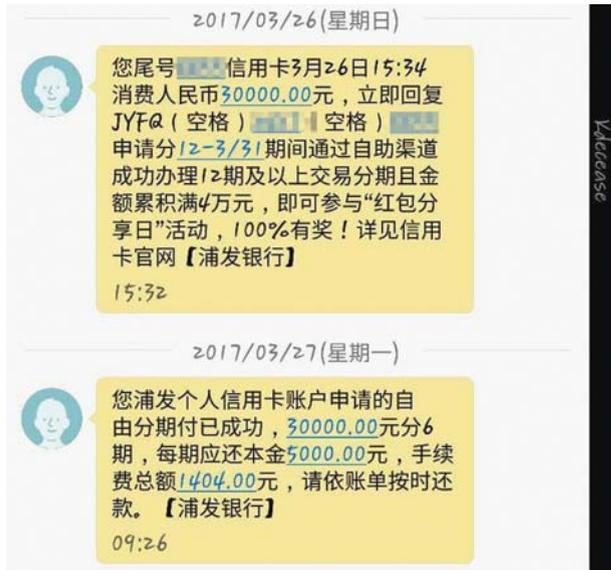 2017/03/26(星期日)
您尾号信用卡3月26日15:34
消费人民币30000.00元，立即回复
JYFQ（空格）空格）
申请分12-3/31期间通过自助渠道
成功办理12期及以上交易分期且金
额累积满4万元，即可参与“红包分
享日”活动，100%有奖！详见信用
卡官网【浦发银行】
15:32
2017/03/27(星期一)
您浦发个人信用卡账户申请的自
由分期付已成功，30000.00元分6
期，每期应还本金5000.00元，手续
费总额1404.00元，请依账单按时还
款。【浦发银行】
09:26
Kdecease